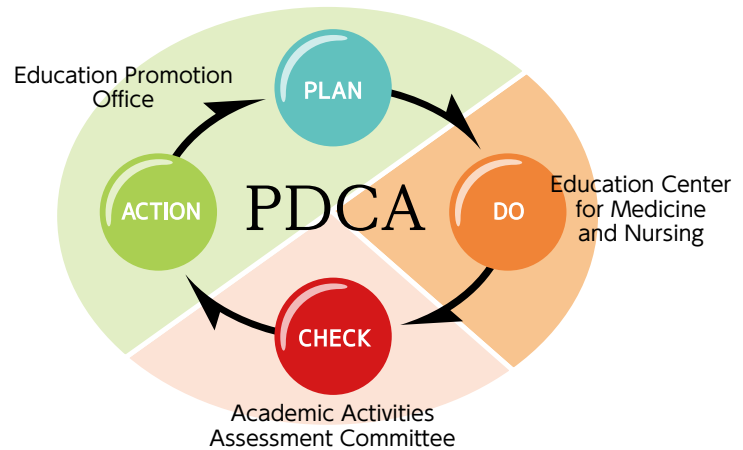 Education Promotion
Office
PLAN
ACTION
PDCA
DO
Education Center
for Medicine
and Nursing
CHECK
Academic Activities
Assessment Committee